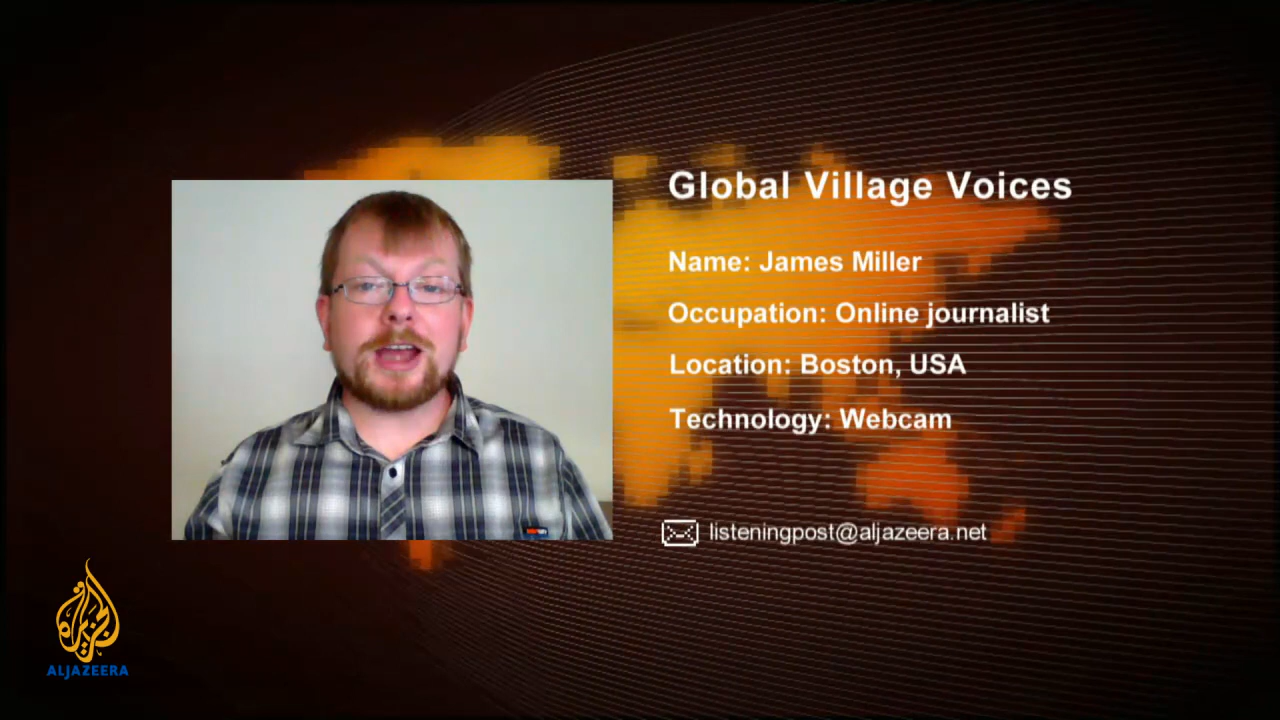 Global Village Voices
Name: James Miller
Occupation: Online journalist
Location: Boston, USA
Technology: Webcam
listeningpost@aljazeera.net
الجزيرة
ALJAZEERA